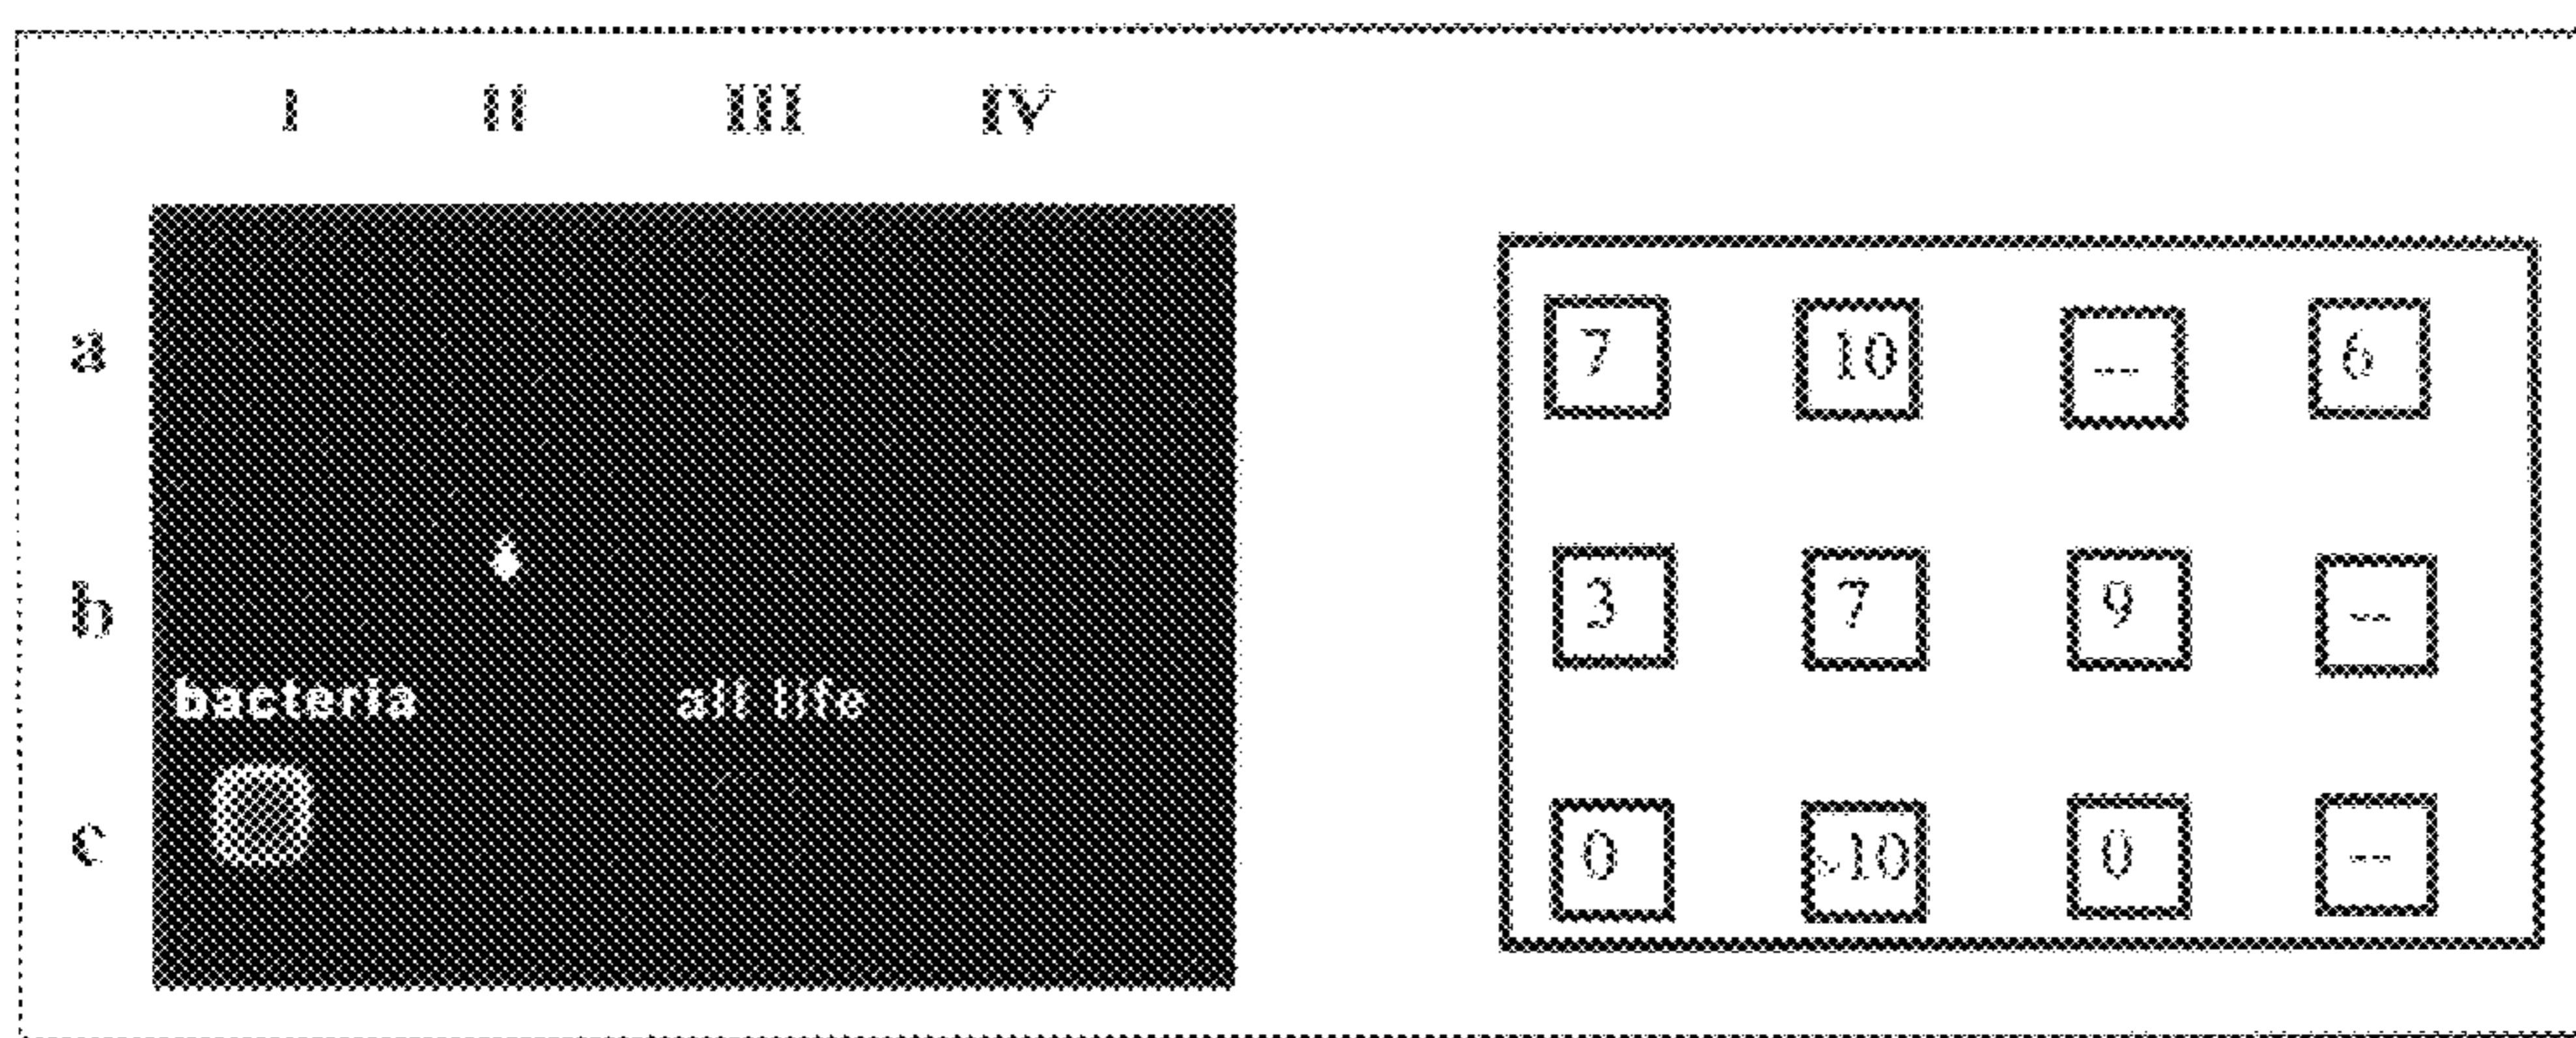 I II III IV
a 7 10 -- 6
b 3 7 9 --
bacteria all life
c 0 >10 0 --